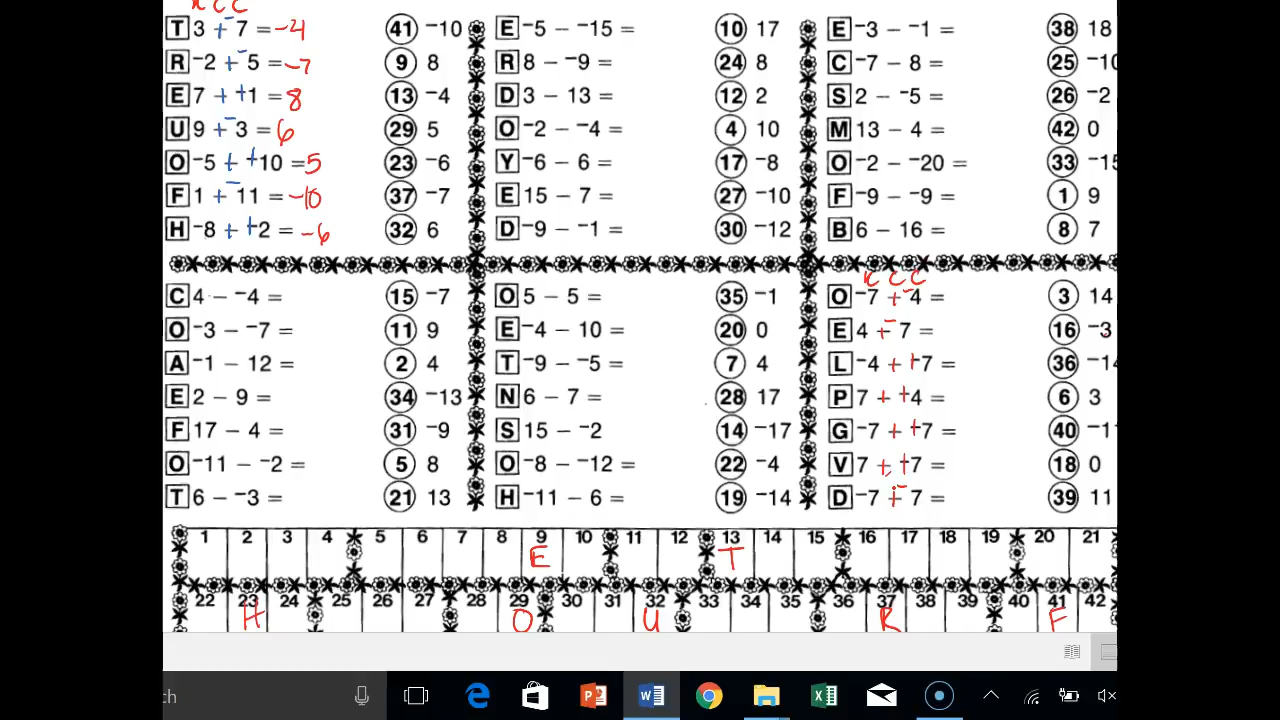 K C C
T 3 + ⁻7 = -4 41 ⁻10
R ⁻2 + ⁻5 = -7 9 8
E 7 + +1 = 8 13 ⁻4
U 9 + ⁻3 = 6 29 5
O ⁻5 + +10 = 5 23 ⁻6
F 1 + ⁻11 = -10 37 ⁻7
H ⁻8 + +2 = -6 32 6
E ⁻5 – ⁻15 = 10 17
R 8 – ⁻9 = 24 8
D 3 – 13 = 12 2
O ⁻2 – ⁻4 = 4 10
Y ⁻6 – 6 = 17 ⁻8
E 15 – 7 = 27 ⁻10
D ⁻9 – ⁻1 = 30 ⁻12
E ⁻3 – ⁻1 = 38 18
C ⁻7 – 8 = 25 ⁻10
S 2 – ⁻5 = 26 ⁻2
M 13 – 4 = 42 0
O ⁻2 – ⁻20 = 33 ⁻15
F ⁻9 – ⁻9 = 1 9
B 6 – 16 = 8 7
C 4 – ⁻4 = 15 ⁻7
O ⁻3 – ⁻7 = 11 9
A ⁻1 – 12 = 2 4
E 2 – 9 = 34 ⁻13
F 17 – 4 = 31 ⁻9
O ⁻11 – ⁻2 = 5 8
T 6 – ⁻3 = 21 13
O 5 – 5 = 35 ⁻1
E ⁻4 – 10 = 20 0
T ⁻9 – ⁻5 = 7 4
N 6 – 7 = 28 17
S 15 – ⁻2 14 ⁻17
O ⁻8 – ⁻12 = 22 ⁻4
H ⁻11 – 6 = 19 ⁻14
K C C
O ⁻7 + ⁻4 = 3 14
E 4 + ⁻7 = 16 ⁻3
L ⁻4 + +7 = 36 ⁻14
P 7 + +4 = 6 3
G ⁻7 + +7 = 40 ⁻11
V 7 + +7 = 18 0
D ⁻7 + ⁻7 = 39 11
1 2 3 4 5 6 7 8 9 10 11 12 13 14 15 16 17 18 19 20 21
E T
22 23 24 25 26 27 28 29 30 31 32 33 34 35 36 37 38 39 40 41 42
H O U R F
ch